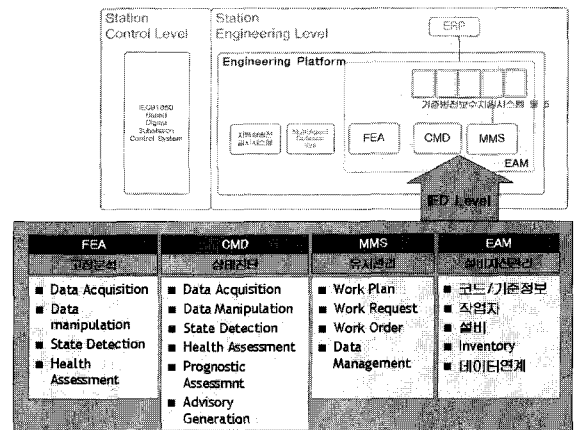 Station
Control Level
Station
Engineering Level
ERP
Engineering Platform
IEC61850
Based
Digital
Substation
Control System
FEA
CMD
MMS
EAM
IED Level
FEA
CMD
MMS
EAM
고장분석
상태진단
유지관리
설비자산관리
■ Data Acquisition
■ Data
manipulation
■ State Detection
■ Health
Assessment
■ Data Acquisition
■ Data Manipulation
■ State Detection
■ Health Assessment
■ Prognostic
Assessmnt
■ Advisory
Generation
■ Work Plan
■ Work Request
■ Work Order
■ Data
Management
■ 코드/기준정보
■ 작업자
■ 설비
■ Inventory
■ 데이터연계